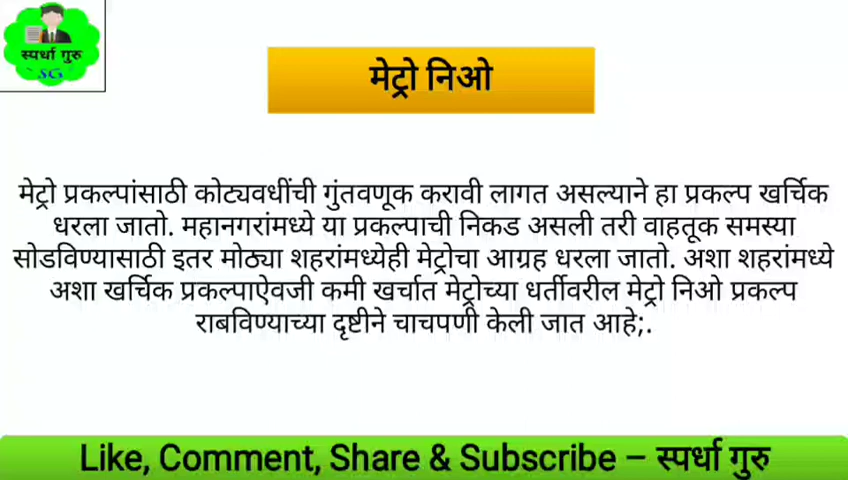 स्पर्धा गुरु
SG
मेट्रो निओ
मेट्रो प्रकल्पांसाठी कोट्यवधींची गुंतवणूक करावी लागत असल्याने हा प्रकल्प खर्चिक
धरला जातो. महानगरांमध्ये या प्रकल्पाची निकड असली तरी वाहतूक समस्या
सोडविण्यासाठी इतर मोठ्या शहरांमध्येही मेट्रोचा आग्रह धरला जातो. अशा शहरांमध्ये
अशा खर्चिक प्रकल्पाऐवजी कमी खर्चात मेट्रोच्या धर्तीवरील मेट्रो निओ प्रकल्प
राबविण्याच्या दृष्टीने चाचपणी केली जात आहे;.
Like, Comment, Share & Subscribe – स्पर्धा गुरु